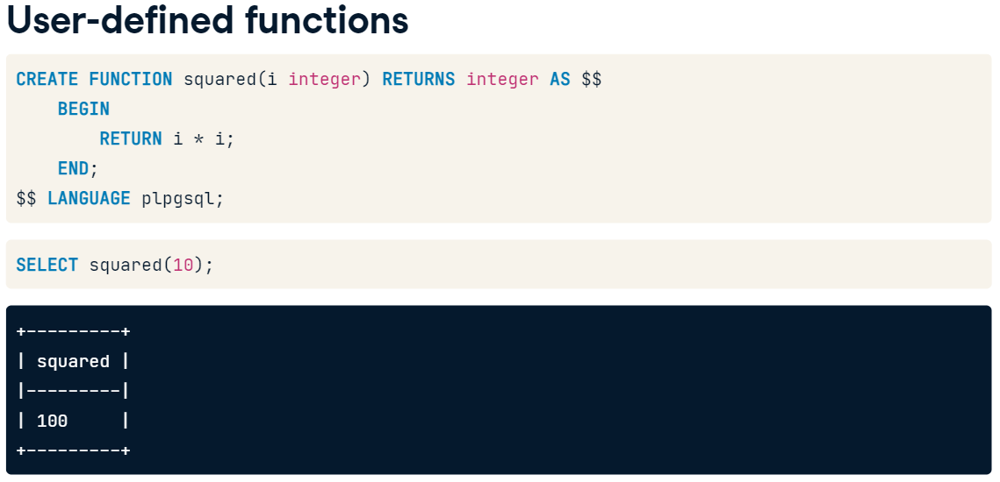 User-defined functions
CREATE FUNCTION squared(i integer) RETURNS integer AS $$
    BEGIN
        RETURN i * i;
    END;
$$ LANGUAGE plpgsql;
SELECT squared(10);
+---------+
| squared |
|---------|
| 100     |
+---------+